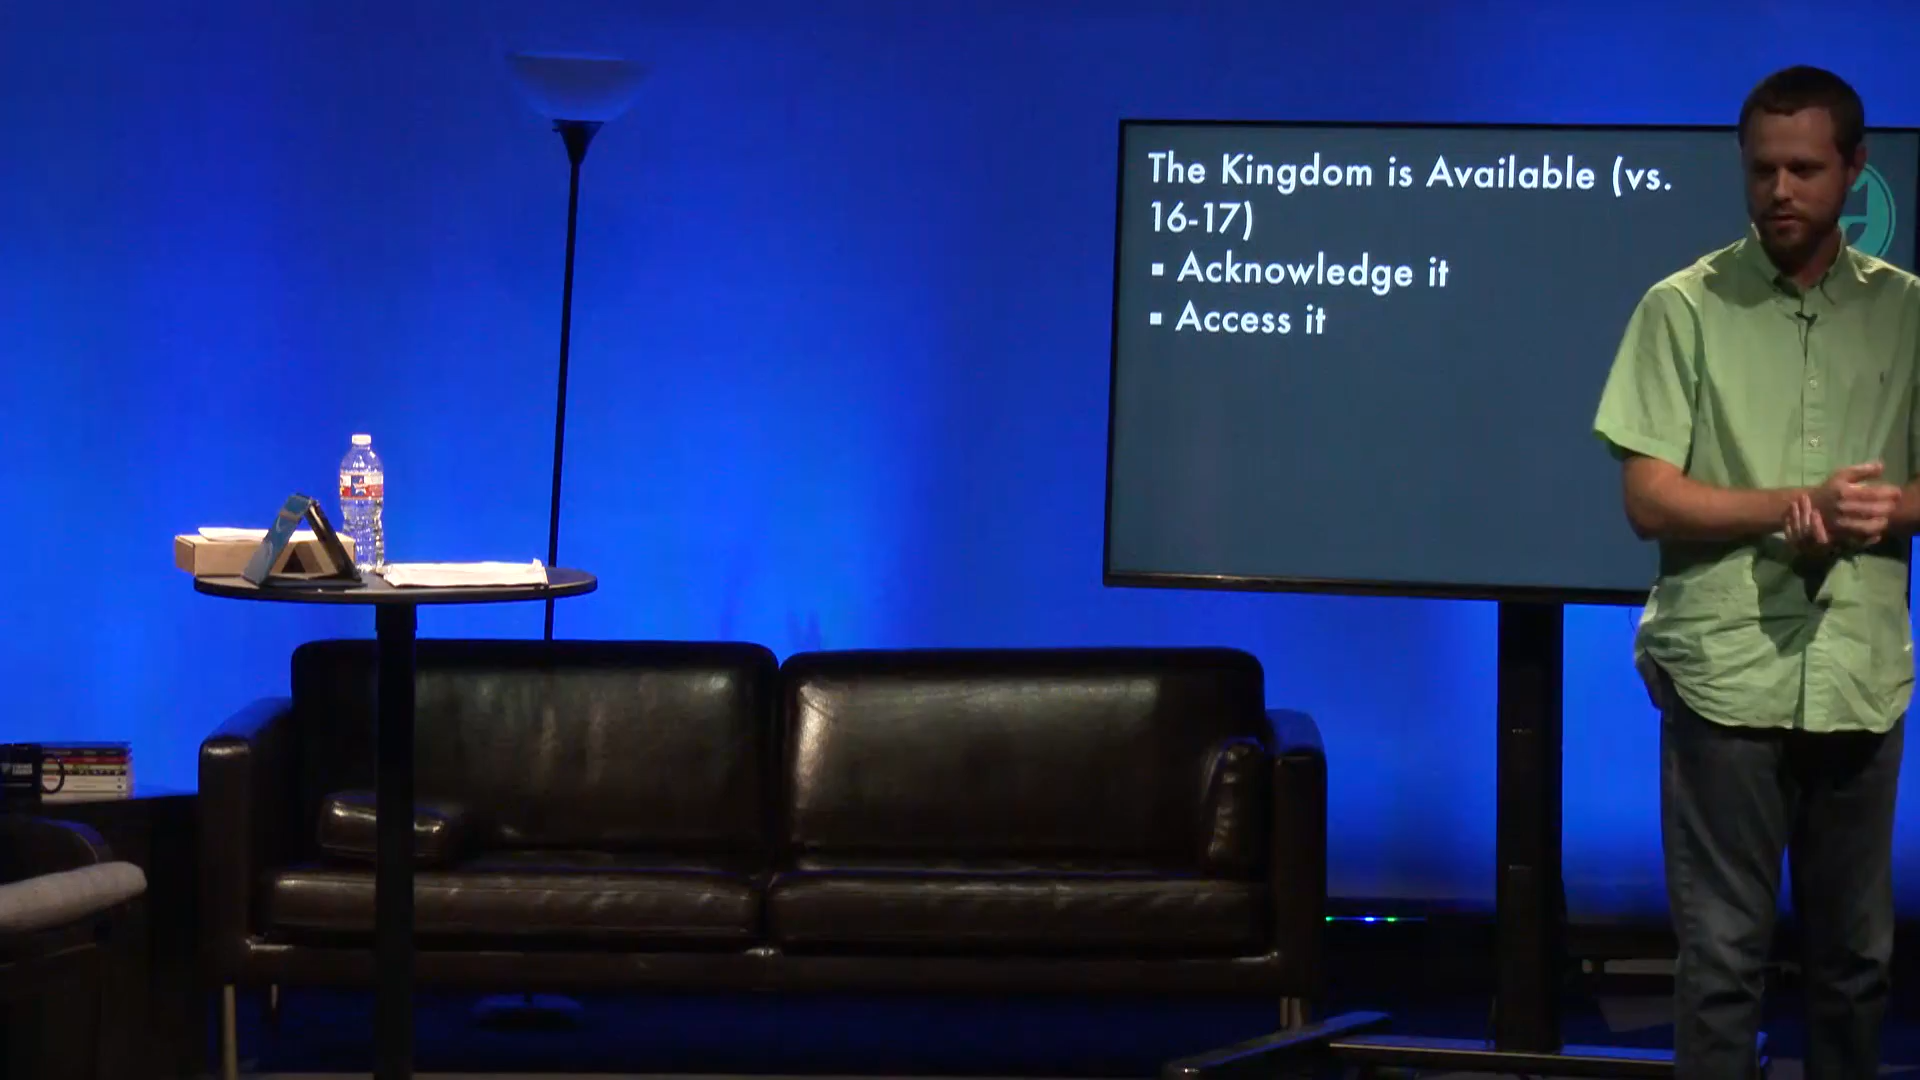 The Kingdom is Available (vs.
16-17)
▪ Acknowledge it
▪ Access it